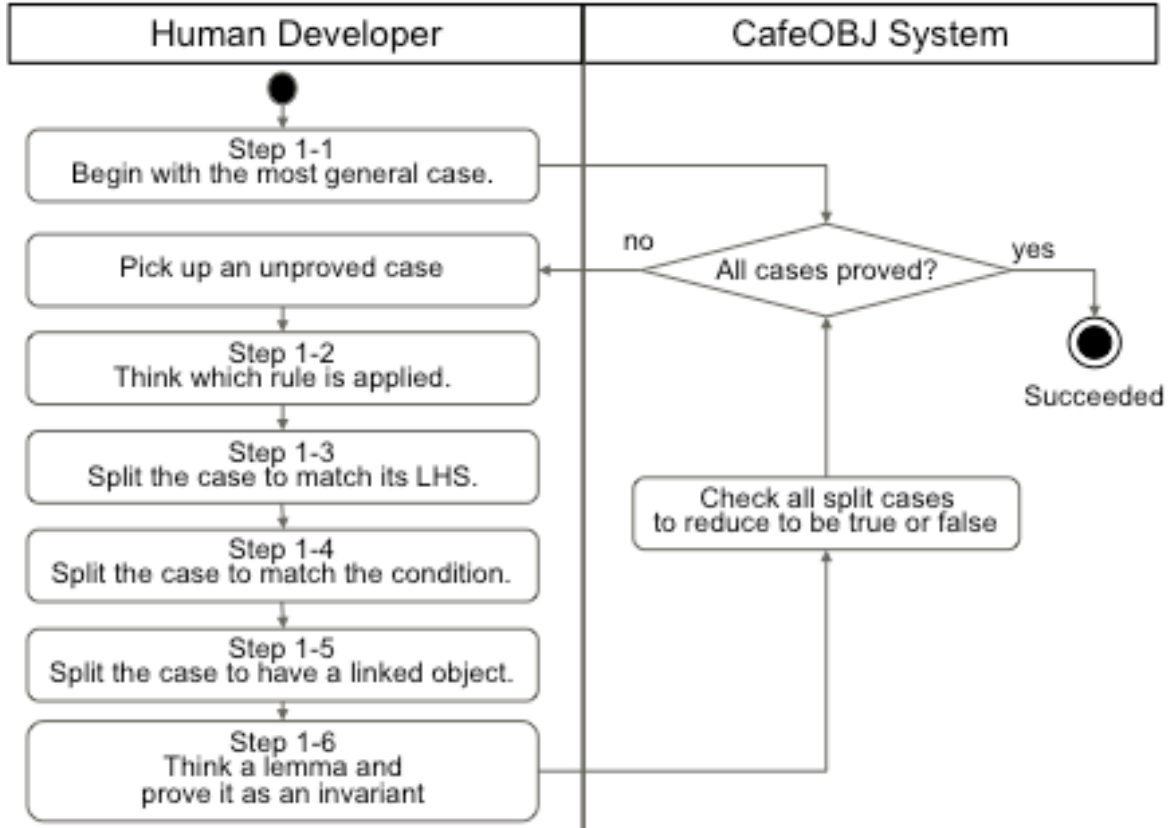 Human Developer
CafeOBJ System
Step 1-1
Begin with the most general case.
Pick up an unproved case
no
All cases proved?
yes
Succeeded
Step 1-2
Think which rule is applied.
Step 1-3
Split the case to match its LHS.
Step 1-4
Split the case to match the condition.
Step 1-5
Split the case to have a linked object.
Step 1-6
Think a lemma and
prove it as an invariant
Check all split cases
to reduce to be true or false